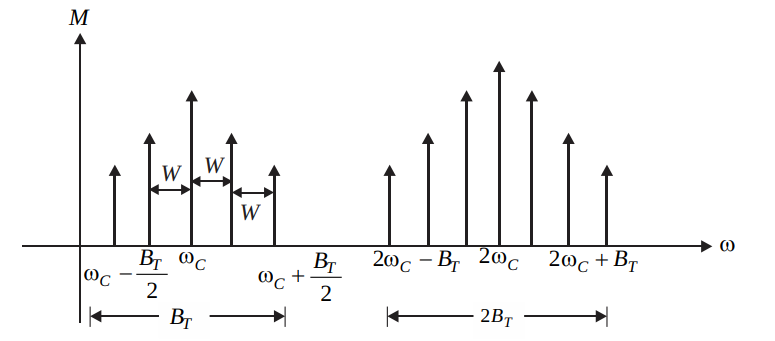 M
W
W
W
ω_C − B_T/2
ω_C
ω_C + B_T/2
2ω_C − B_T
2ω_C
2ω_C + B_T
ω
B_T
2B_T